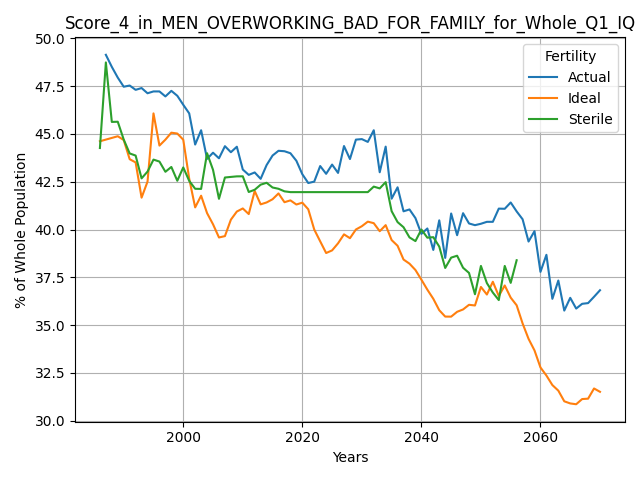 Score_4_in_MEN_OVERWORKING_BAD_FOR_FAMILY_for_Whole_Q1_IQ
% of Whole Population
50.0
47.5
45.0
42.5
40.0
37.5
35.0
32.5
30.0
Fertility
Actual
Ideal
Sterile
2000
2020
2040
2060
Years